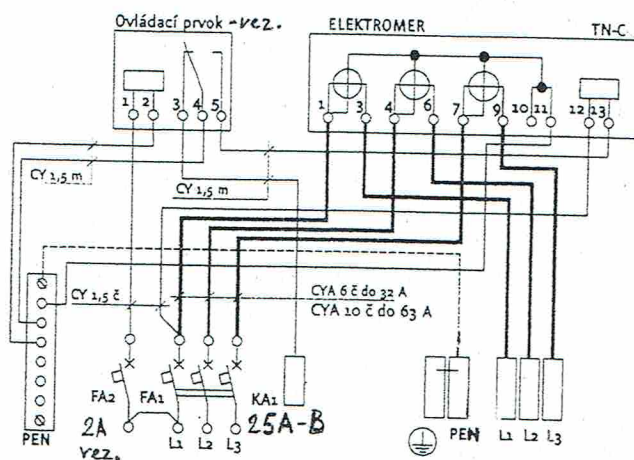 Ovládací prvok - rez.
ELEKTROMER
TN-C
1 2 3 4 5
1 3 4 6 7 9 10 11 12 13
CY 1,5 m
CY 1,5 m
CY 1,5 č
CYA 6 č do 32 A
CYA 10 č do 63 A
FA2
FA1
KA1
25A-B
PEN
2A
rez.
L1
L2
L3
PEN
L1
L2
L3